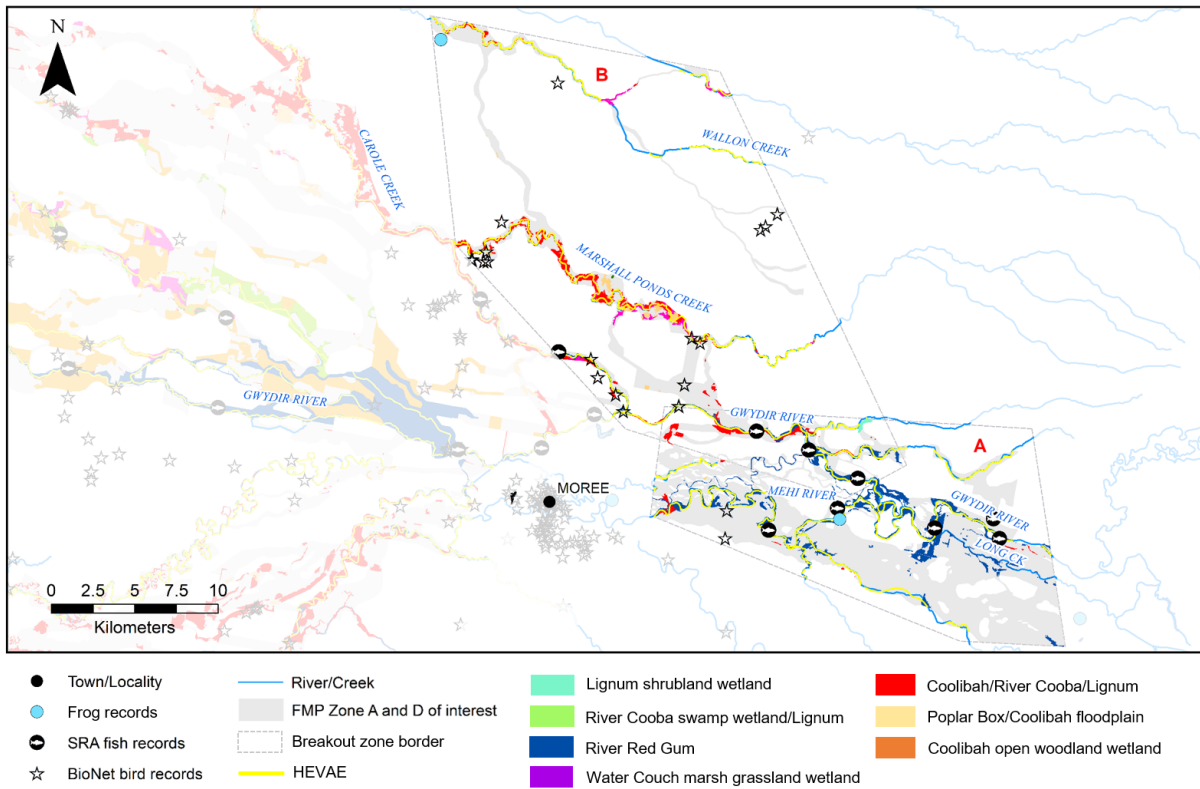 N
B
WALLON CREEK
CAROLE CREEK
MARSHALL PONDS CREEK
GWYDIR RIVER
GWYDIR RIVER
A
MOREE
MEHI RIVER
GWYDIR RIVER
LONG CK
0 2.5 5 7.5 10
Kilometers
Town/Locality
Frog records
SRA fish records
BioNet bird records
River/Creek
FMP Zone A and D of interest
Breakout zone border
HEVAE
Lignum shrubland wetland
River Cooba swamp wetland/Lignum
River Red Gum
Water Couch marsh grassland wetland
Coolibah/River Cooba/Lignum
Poplar Box/Coolibah floodplain
Coolibah open woodland wetland